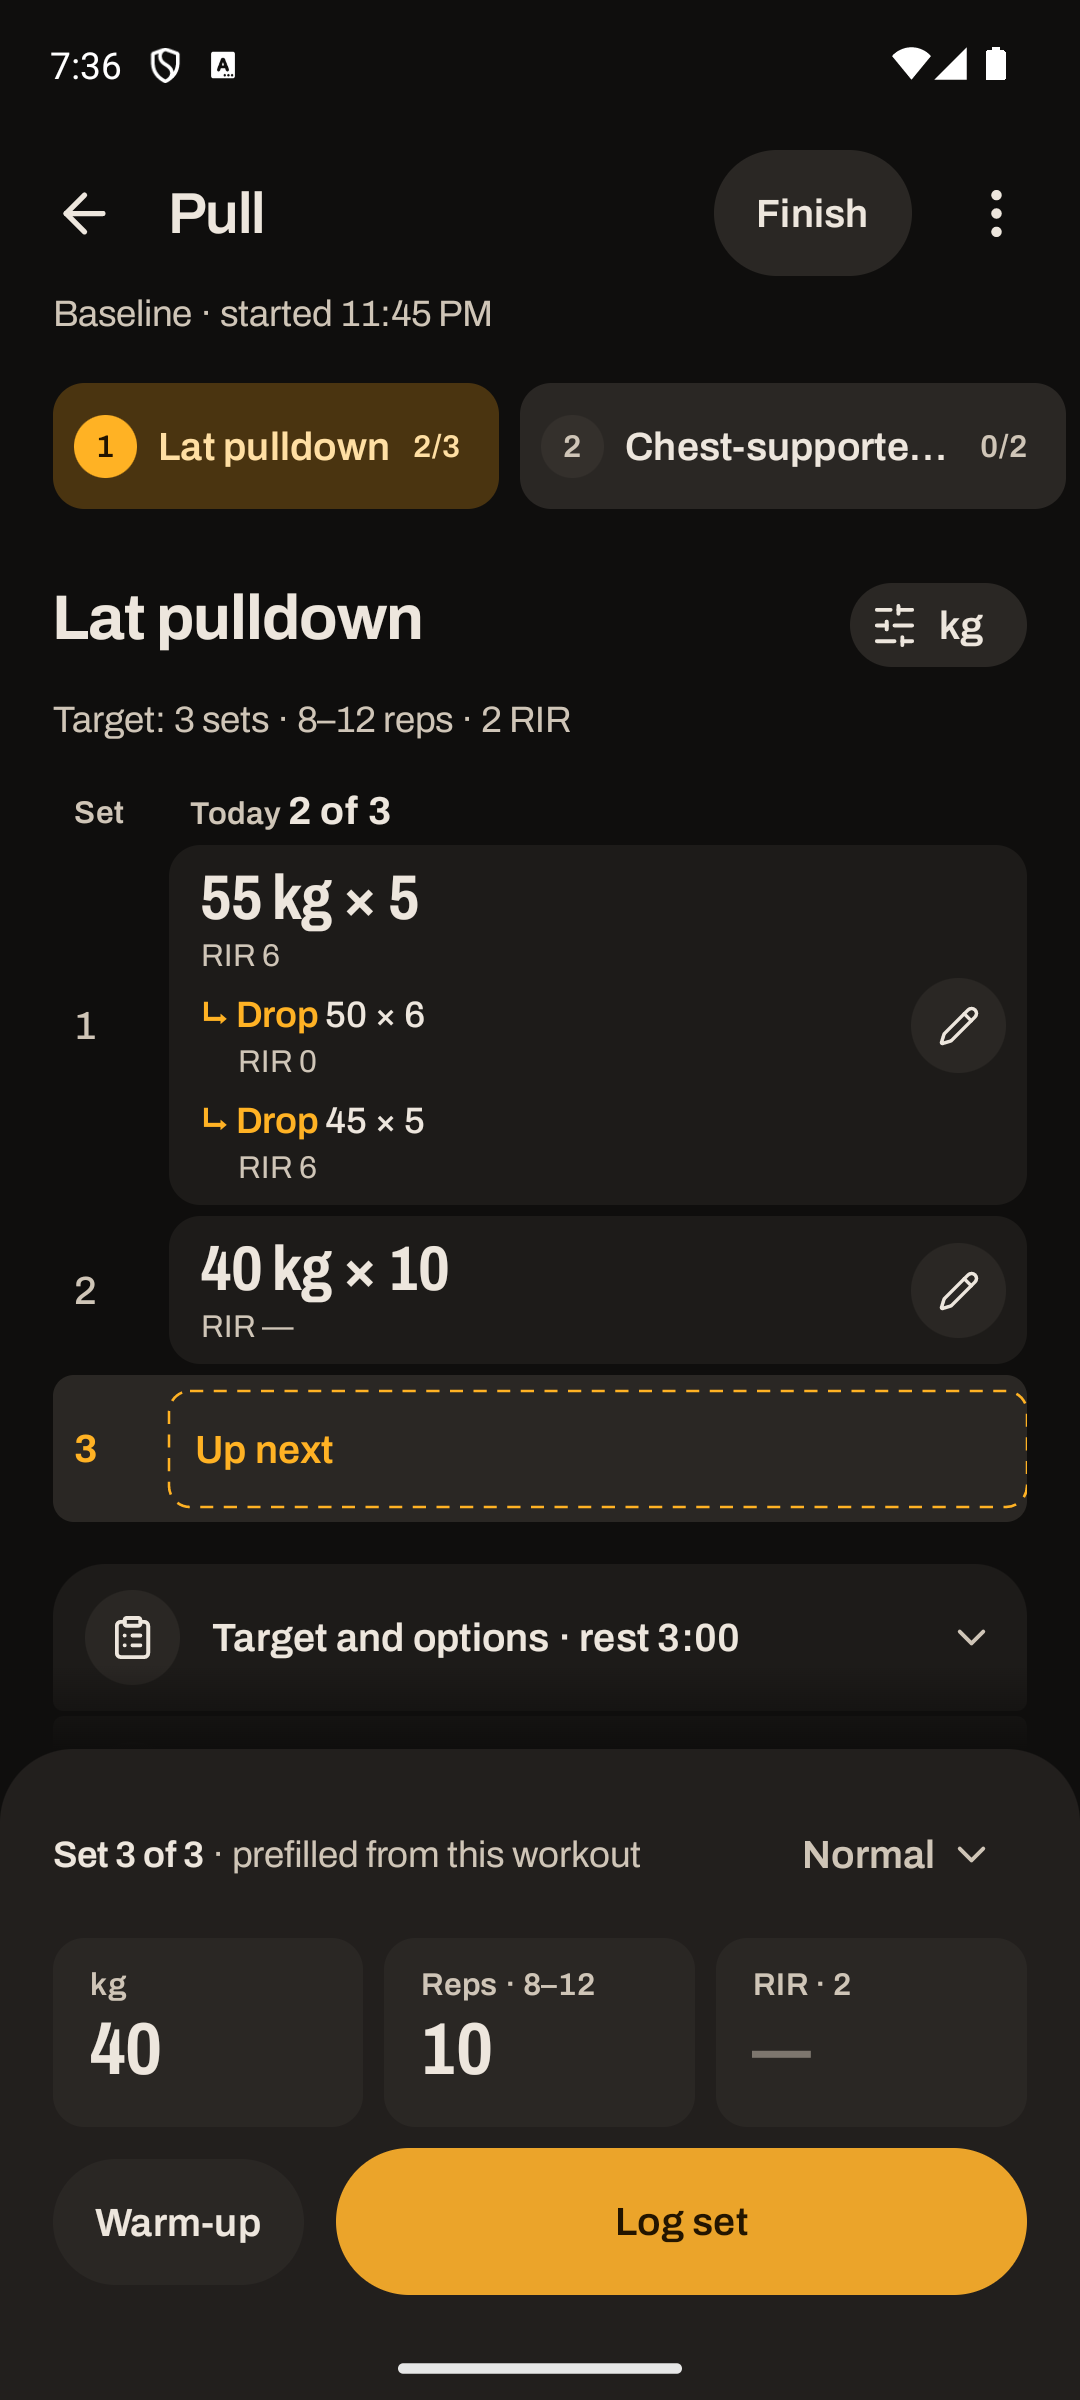 7:36
Pull
Finish
Baseline · started 11:45 PM
1 Lat pulldown 2/3
2 Chest-supporte... 0/2
Lat pulldown
kg
Target: 3 sets · 8–12 reps · 2 RIR
Set Today 2 of 3
1
55 kg × 5
RIR 6
↳ Drop 50 × 6
RIR 0
↳ Drop 45 × 5
RIR 6
2
40 kg × 10
RIR —
3 Up next
Target and options · rest 3:00
Set 3 of 3 · prefilled from this workout
Normal
kg
40
Reps · 8–12
10
RIR · 2
—
Warm-up
Log set